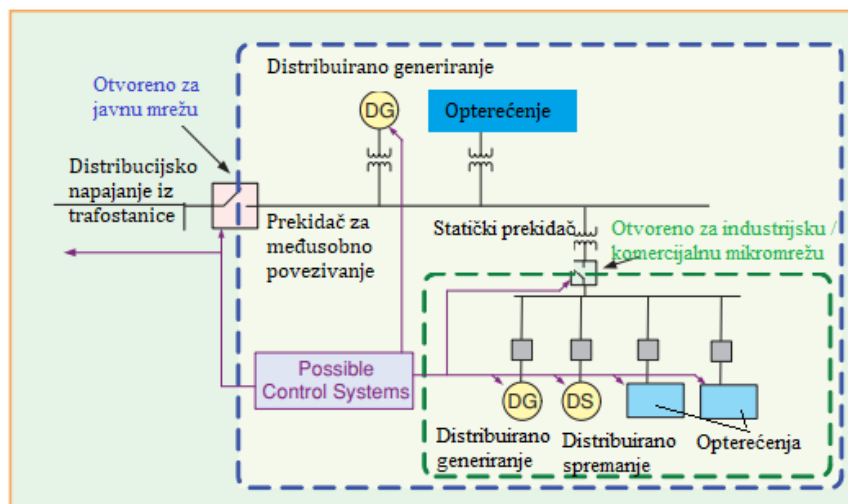 Distribuirano generiranje
Otvoreno za
javnu mrežu
DG
Opterećenje
Distribucijsko
napajanje iz
trafostanice
Prekidač za
međusobno
povezivanje
Statički prekidač
Otvoreno za industrijsku /
komercijalnu mikromrežu
Possible
Control Systems
DG
DS
Distribuirano
generiranje
Distribuirano
spremanje
Opterećenja